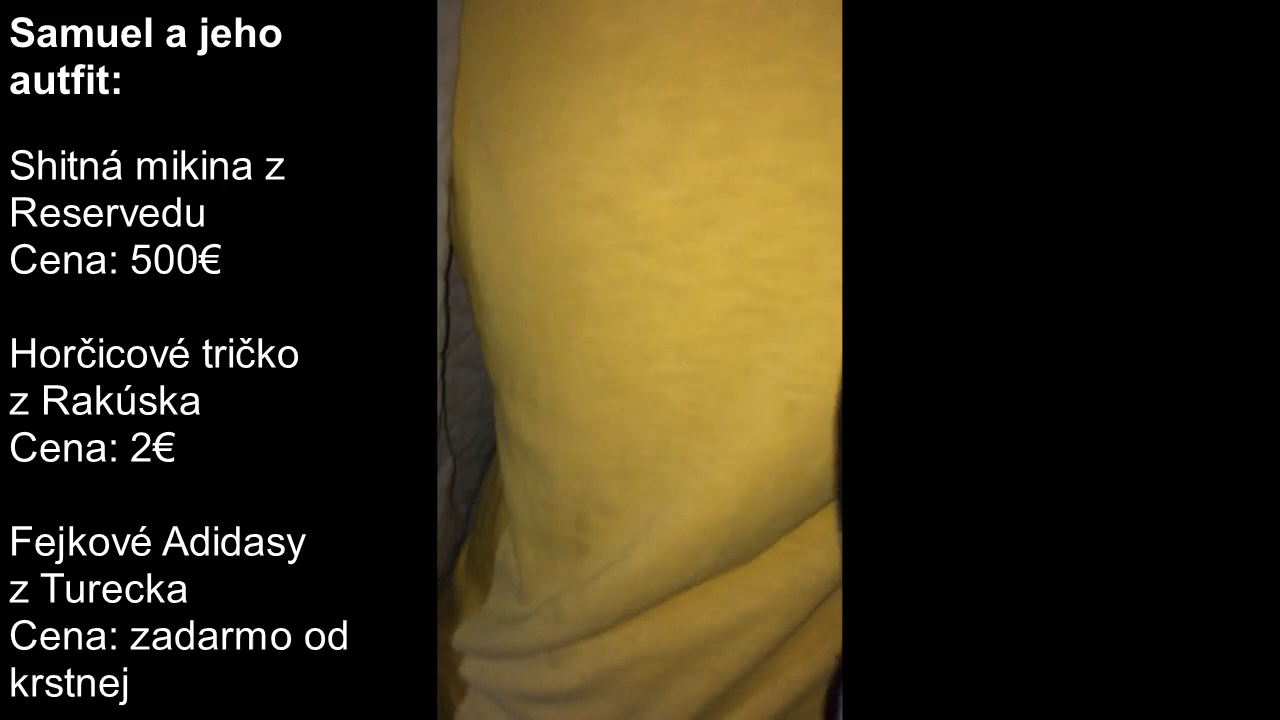 Samuel a jeho
autfit:
Shitná mikina z
Reservedu
Cena: 500€
Horčicové tričko
z Rakúska
Cena: 2€
Fejkové Adidasy
z Turecka
Cena: zadarmo od
krstnej